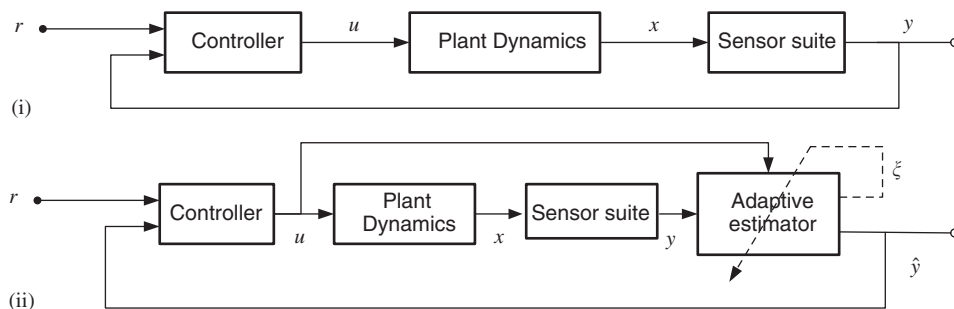 r
Controller
u
Plant Dynamics
x
Sensor suite
y
(i)
r
Controller
u
Plant
Dynamics
x
Sensor suite
y
Adaptive
estimator
ξ
ŷ
(ii)